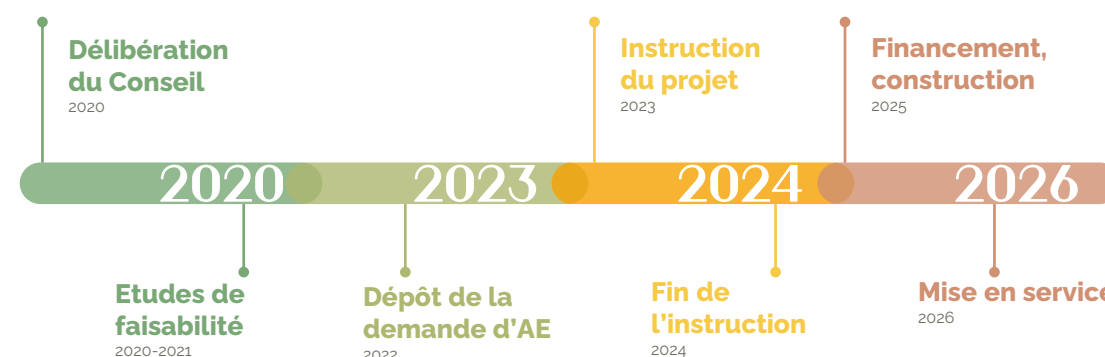 Délibération
du Conseil
2020
Instruction
du projet
2023
Financement,
construction
2025
2020
2023
2024
2026
Etudes de
faisabilité
2020-2021
Dépôt de la
demande d'AE
2022
Fin de
l'instruction
2024
Mise en service
2026